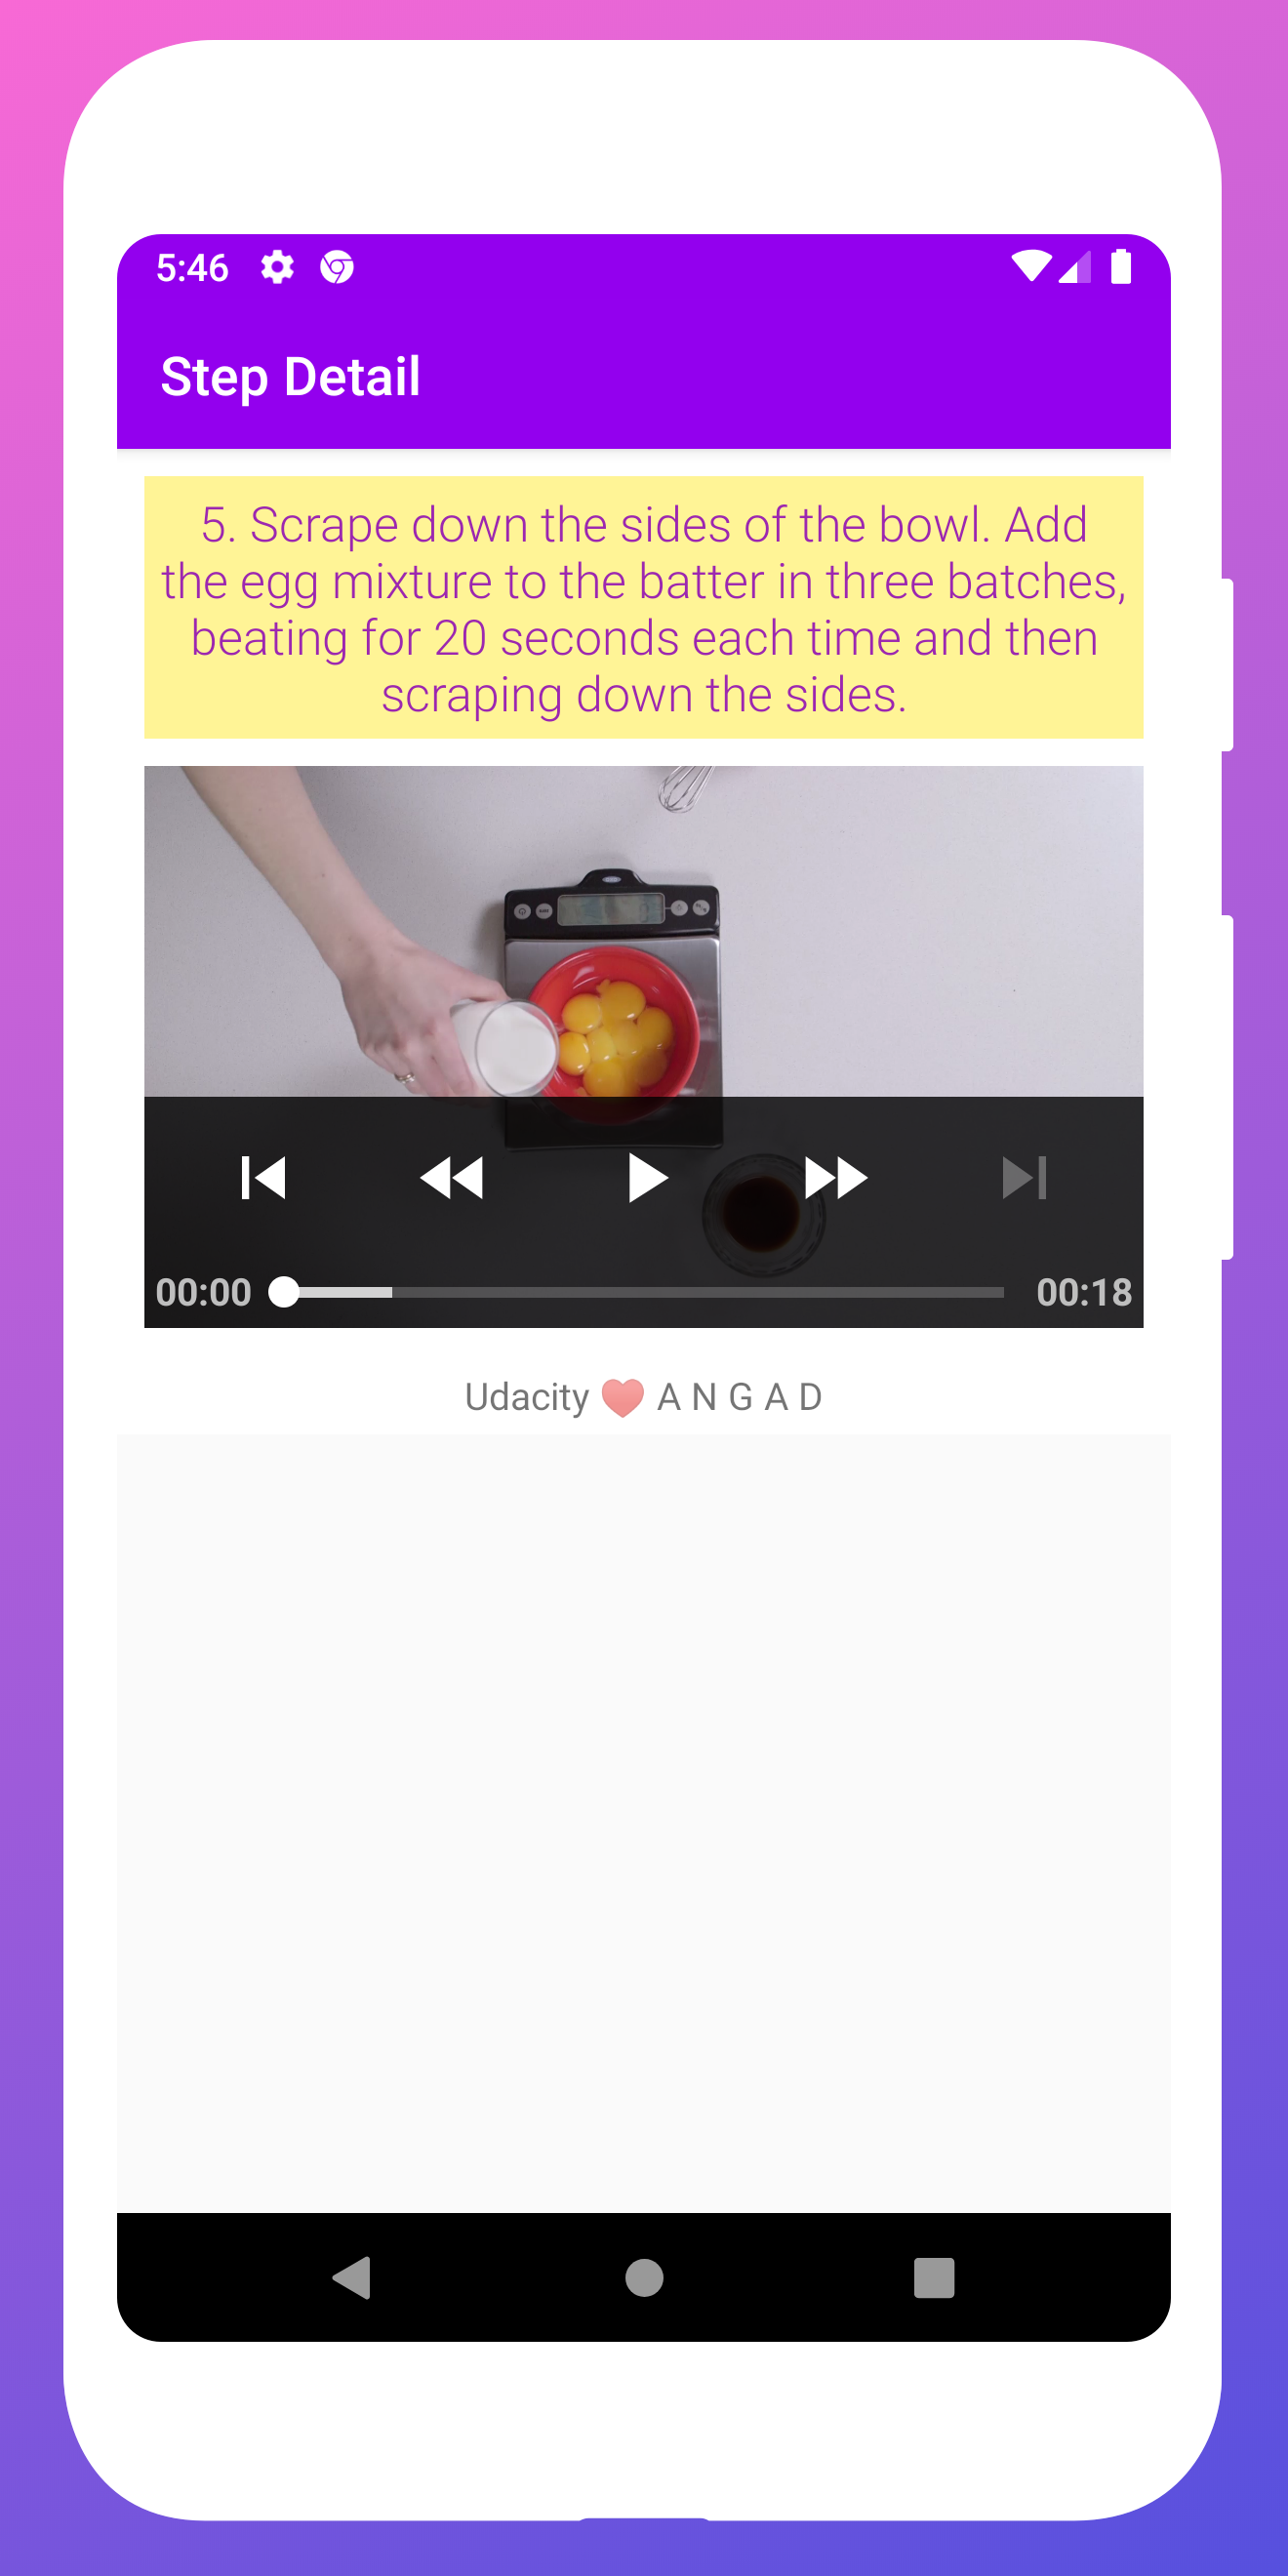 5:46
Step Detail
5. Scrape down the sides of the bowl. Add
the egg mixture to the batter in three batches,
beating for 20 seconds each time and then
scraping down the sides.
00:00 00:18
Udacity ❤ A N G A D